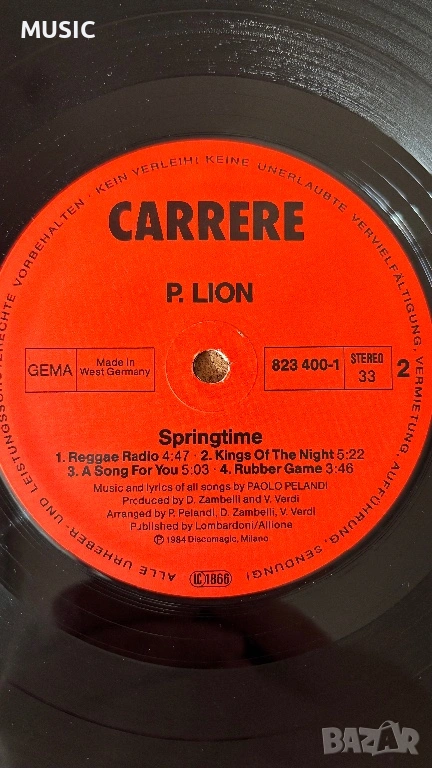 MUSIC
ALLE URHEBER- UND LEISTUNGSSCHUTZRECHTE VORBEHALTEN · KEIN VERLEIH! KEINE UNERLAUBTE VERVIELFÄLTIGUNG, VERMIETUNG, AUFFÜHRUNG, SENDUNG!
CARRERE
P. LION
GEMA
Made in
West Germany
823 400-1
STEREO
33
2
Springtime
1. Reggae Radio 4:47 · 2. Kings Of The Night 5:22
3. A Song For You 5:03 · 4. Rubber Game 3:46
Music and lyrics of all songs by PAOLO PELANDI
Produced by D. Zambelli and V. Verdi
Arranged by P. Pelandi, D. Zambelli, V. Verdi
Published by Lombardoni/Allione
℗ 1984 Discomagic, Milano
LC 1866
BAZAR